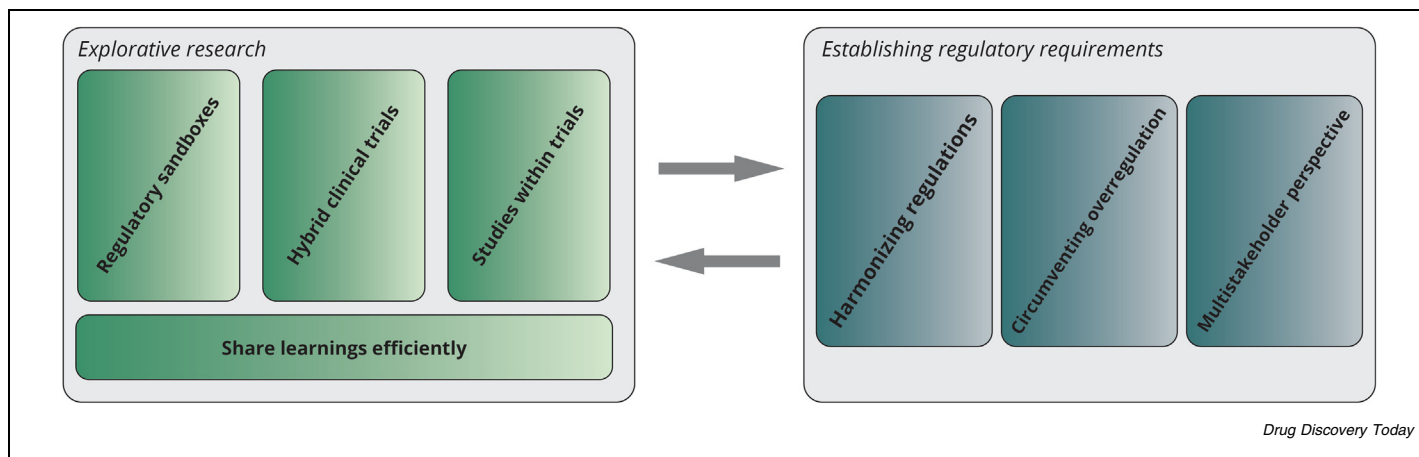 Explorative research
Regulatory sandboxes
Hybrid clinical trials
Studies within trials
Share learnings efficiently
Establishing regulatory requirements
Harmonizing regulations
Circumventing overregulation
Multistakeholder perspective
Drug Discovery Today